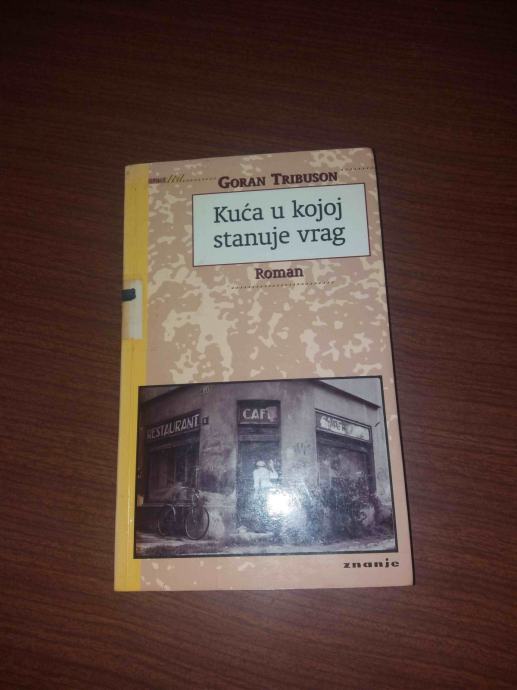 GORAN TRIBUSON
Kuća u kojoj
stanuje vrag
Roman
RESTAURANT
CAFE
znanje